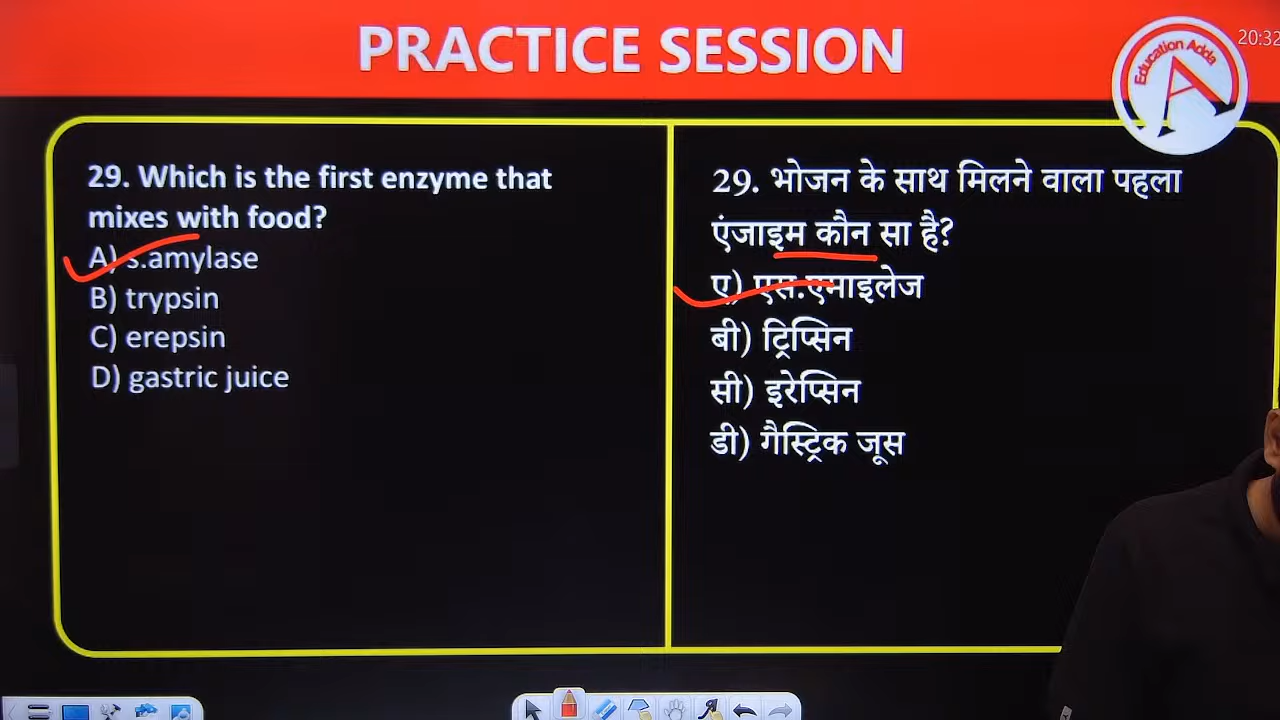 PRACTICE SESSION
Education Adda
20:32
29. Which is the first enzyme that
mixes with food?
A) s.amylase
B) trypsin
C) erepsin
D) gastric juice
29. भोजन के साथ मिलने वाला पहला
एंजाइम कौन सा है?
ए) एस.एमाइलेज
बी) ट्रिप्सिन
सी) इरेप्सिन
डी) गैस्ट्रिक जूस